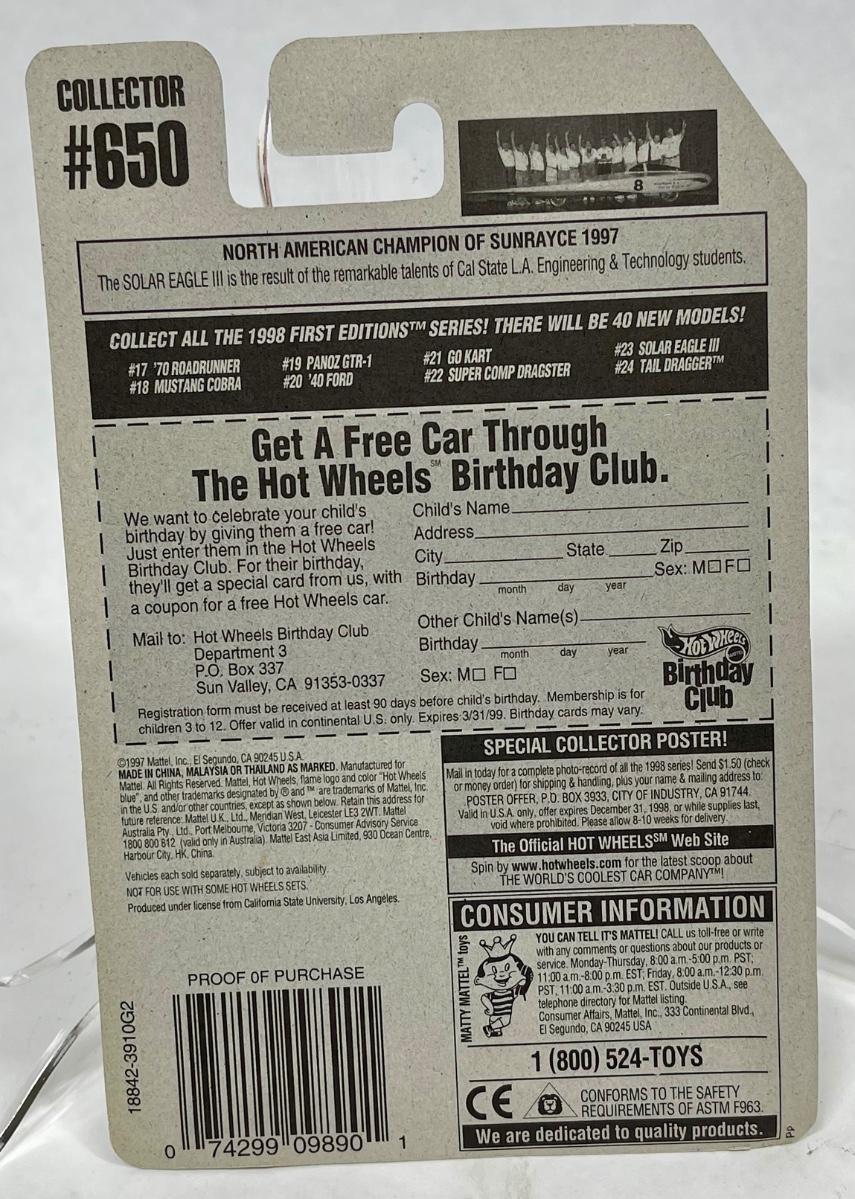 COLLECTOR
#650
8
NORTH AMERICAN CHAMPION OF SUNRAYCE 1997
The SOLAR EAGLE III is the result of the remarkable talents of Cal State L.A. Engineering & Technology students.
COLLECT ALL THE 1998 FIRST EDITIONS™ SERIES! THERE WILL BE 40 NEW MODELS!
#17 '70 ROADRUNNER
#18 MUSTANG COBRA
#19 PANOZ GTR-1
#20 '40 FORD
#21 GO KART
#22 SUPER COMP DRAGSTER
#23 SOLAR EAGLE III
#24 TAIL DRAGGER™
Get A Free Car Through
The Hot Wheels℠ Birthday Club.
We want to celebrate your child's
birthday by giving them a free car!
Just enter them in the Hot Wheels
Birthday Club. For their birthday,
they'll get a special card from us, with
a coupon for a free Hot Wheels car.
Mail to: Hot Wheels Birthday Club
Department 3
P.O. Box 337
Sun Valley, CA 91353-0337
Child's Name
Address
City State Zip
Birthday Sex: M☐ F☐
month day year
Other Child's Name(s)
Birthday
month day year
Sex: M☐ F☐
Hot Wheels
Birthday
Club
Registration form must be received at least 90 days before child's birthday. Membership is for
children 3 to 12. Offer valid in continental U.S. only. Expires 3/31/99. Birthday cards may vary.
©1997 Mattel, Inc., El Segundo, CA 90245 U.S.A.
MADE IN CHINA, MALAYSIA OR THAILAND AS MARKED. Manufactured for
Mattel. All Rights Reserved. Mattel, Hot Wheels, flame logo and color "Hot Wheels
blue", and other trademarks designated by ® and ™ are trademarks of Mattel, Inc.
in the U.S. and/or other countries, except as shown below. Retain this address for
future reference: Mattel U.K., Ltd., Meridian West, Leicester LE3 2WT. Mattel
Australia Pty., Ltd., Port Melbourne, Victoria 3207 - Consumer Advisory Service
1800 800 812 (valid only in Australia). Mattel East Asia Limited, 930 Ocean Centre,
Harbour City, HK, China.
Vehicles each sold separately, subject to availability.
NOT FOR USE WITH SOME HOT WHEELS SETS.
Produced under license from California State University, Los Angeles.
SPECIAL COLLECTOR POSTER!
Mail in today for a complete photo-record of all the 1998 series! Send $1.50 (check
or money order) for shipping & handling, plus your name & mailing address to:
POSTER OFFER, P.O. BOX 3933, CITY OF INDUSTRY, CA 91744.
Valid in U.S.A. only, offer expires December 31, 1998, or while supplies last,
void where prohibited. Please allow 8-10 weeks for delivery.
The Official HOT WHEELS℠ Web Site
Spin by www.hotwheels.com for the latest scoop about
THE WORLD'S COOLEST CAR COMPANY™!
CONSUMER INFORMATION
MATTY MATTEL™ toys
YOU CAN TELL IT'S MATTEL! CALL us toll-free or write
with any comments or questions about our products or
service. Monday-Thursday, 8:00 a.m.-5:00 p.m. PST;
11:00 a.m.-8:00 p.m. EST; Friday, 8:00 a.m.-12:30 p.m.
PST, 11:00 a.m.-3:30 p.m. EST. Outside U.S.A., see
telephone directory for Mattel listing.
Consumer Affairs, Mattel, Inc., 333 Continental Blvd.,
El Segundo, CA 90245 USA
1 (800) 524-TOYS
CE
CONFORMS TO THE SAFETY
REQUIREMENTS OF ASTM F963.
We are dedicated to quality products.
Pp
PROOF OF PURCHASE
18842-3910G2
0 74299 09890 1